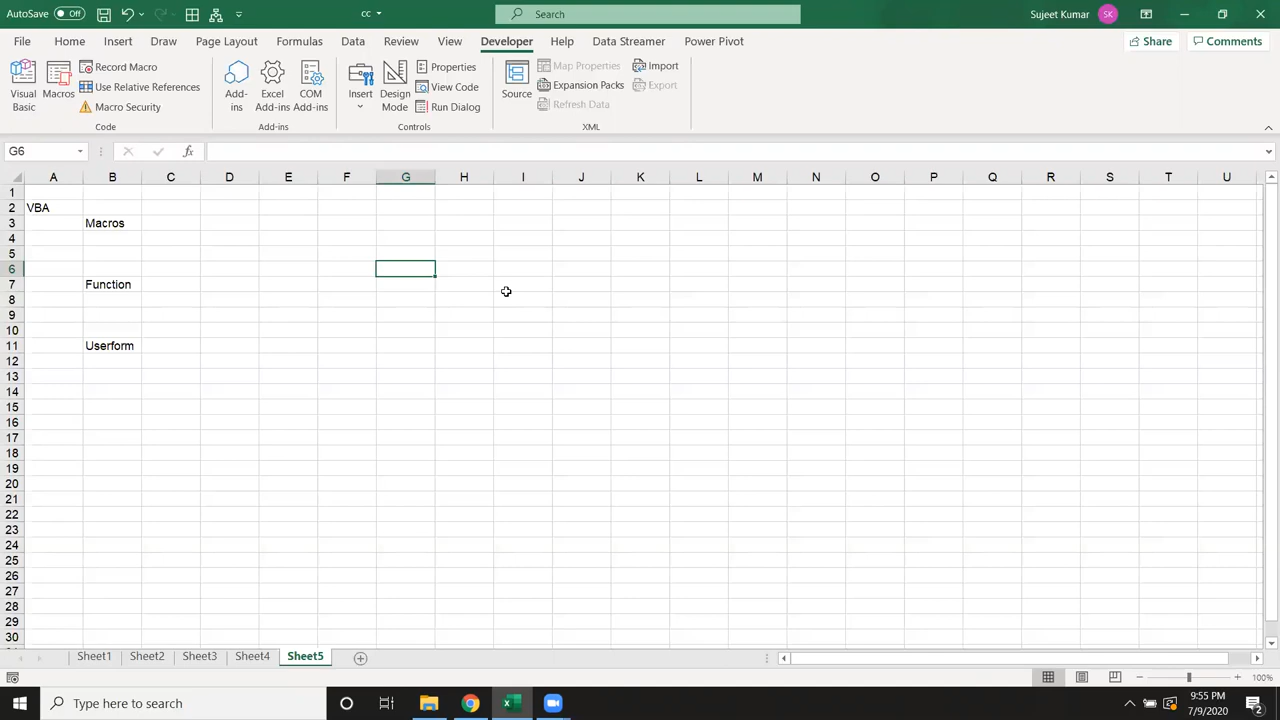 AutoSave Off cc Search Sujeet Kumar SK
File Home Insert Draw Page Layout Formulas Data Review View Developer Help Data Streamer Power Pivot Share Comments
Visual Basic
Macros
Record Macro
Use Relative References
Macro Security
Code
Add-ins
Excel Add-ins
COM Add-ins
Add-ins
Insert
Design Mode
Properties
View Code
Run Dialog
Controls
Source
Map Properties
Expansion Packs
Refresh Data
Import
Export
XML
G6 fx
A B C D E F G H I J K L M N O P Q R S T U
1
2 VBA
3 Macros
4
5
6
7 Function
8
9
10
11 Userform
12
13
14
15
16
17
18
19
20
21
22
23
24
25
26
27
28
29
30
Sheet1 Sheet2 Sheet3 Sheet4 Sheet5
100%
Type here to search
9:55 PM
7/9/2020
2